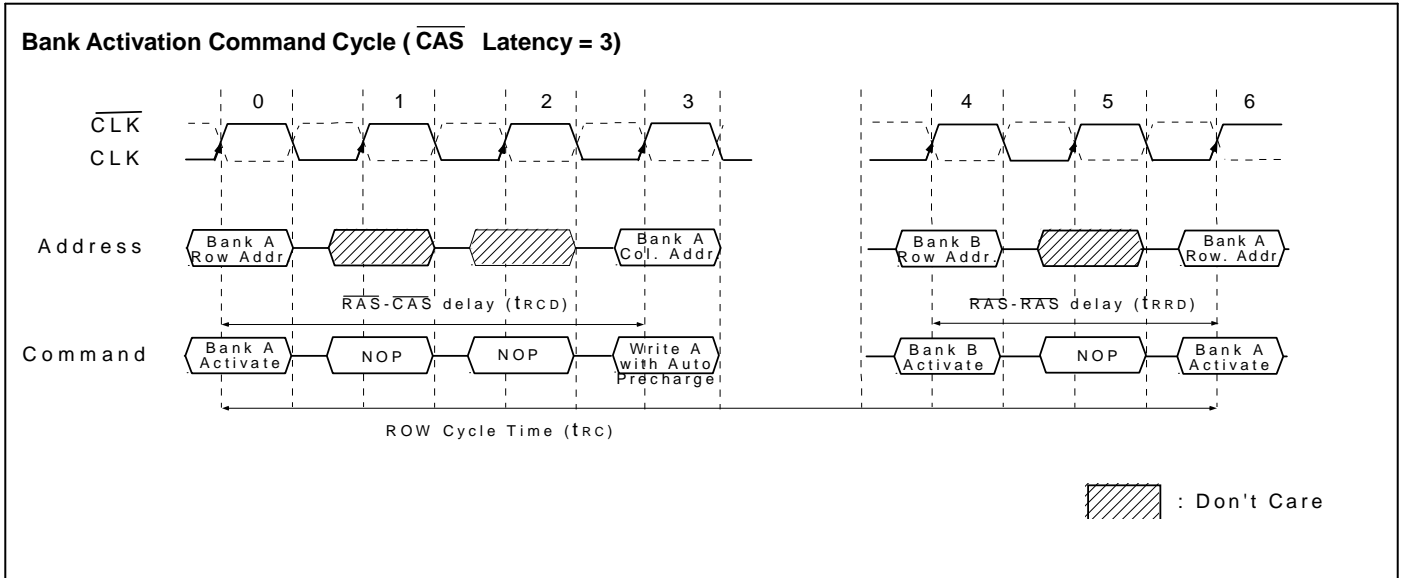 Bank Activation Command Cycle ( CAS Latency = 3)
0 1 2 3 4 5 6
CLK
CLK
Address
Bank A
Row Addr
Bank A
Col. Addr
Bank B
Row Addr.
Bank A
Row. Addr
RAS-CAS delay (tRCD)
RAS-RAS delay (tRRD)
Command
Bank A
Activate
NOP
NOP
Write A
with Auto
Precharge
Bank B
Activate
NOP
Bank A
Activate
ROW Cycle Time (tRC)
: Don't Care